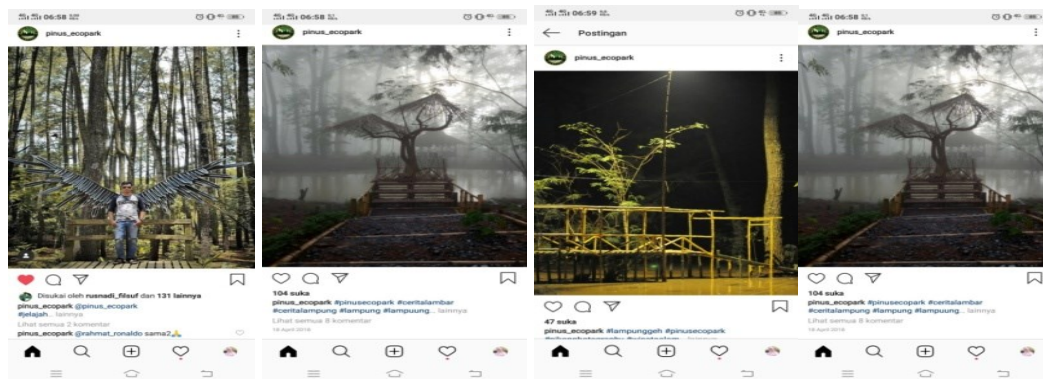 06:58
pinus_ecopark
Disukai oleh rusnadi_filsuf dan 131 lainnya
pinus_ecopark @pinus_ecopark
#jelajah... lainnya
Lihat semua 2 komentar
pinus_ecopark @rahmat_ronaldo sama2🙏
06:58
pinus_ecopark
104 suka
pinus_ecopark #pinusecopark #ceritalambar
#ceritalampung #lampung #lampuung... lainnya
Lihat semua 8 komentar
18 April 2018
06:59
Postingan
pinus_ecopark
47 suka
pinus_ecopark #lampunggeh #pinusecopark
06:58
pinus_ecopark
104 suka
pinus_ecopark #pinusecopark #ceritalambar
#ceritalampung #lampung #lampuung... lainnya
Lihat semua 8 komentar
18 April 2018